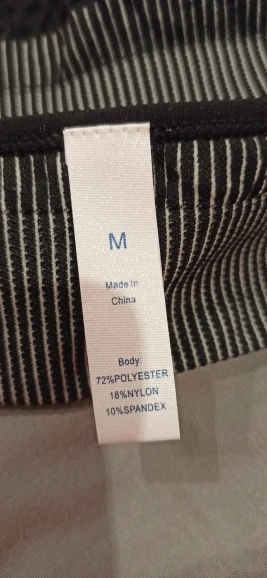 M
Made In
China
Body:
72%POLYESTER
18%NYLON
10%SPANDEX